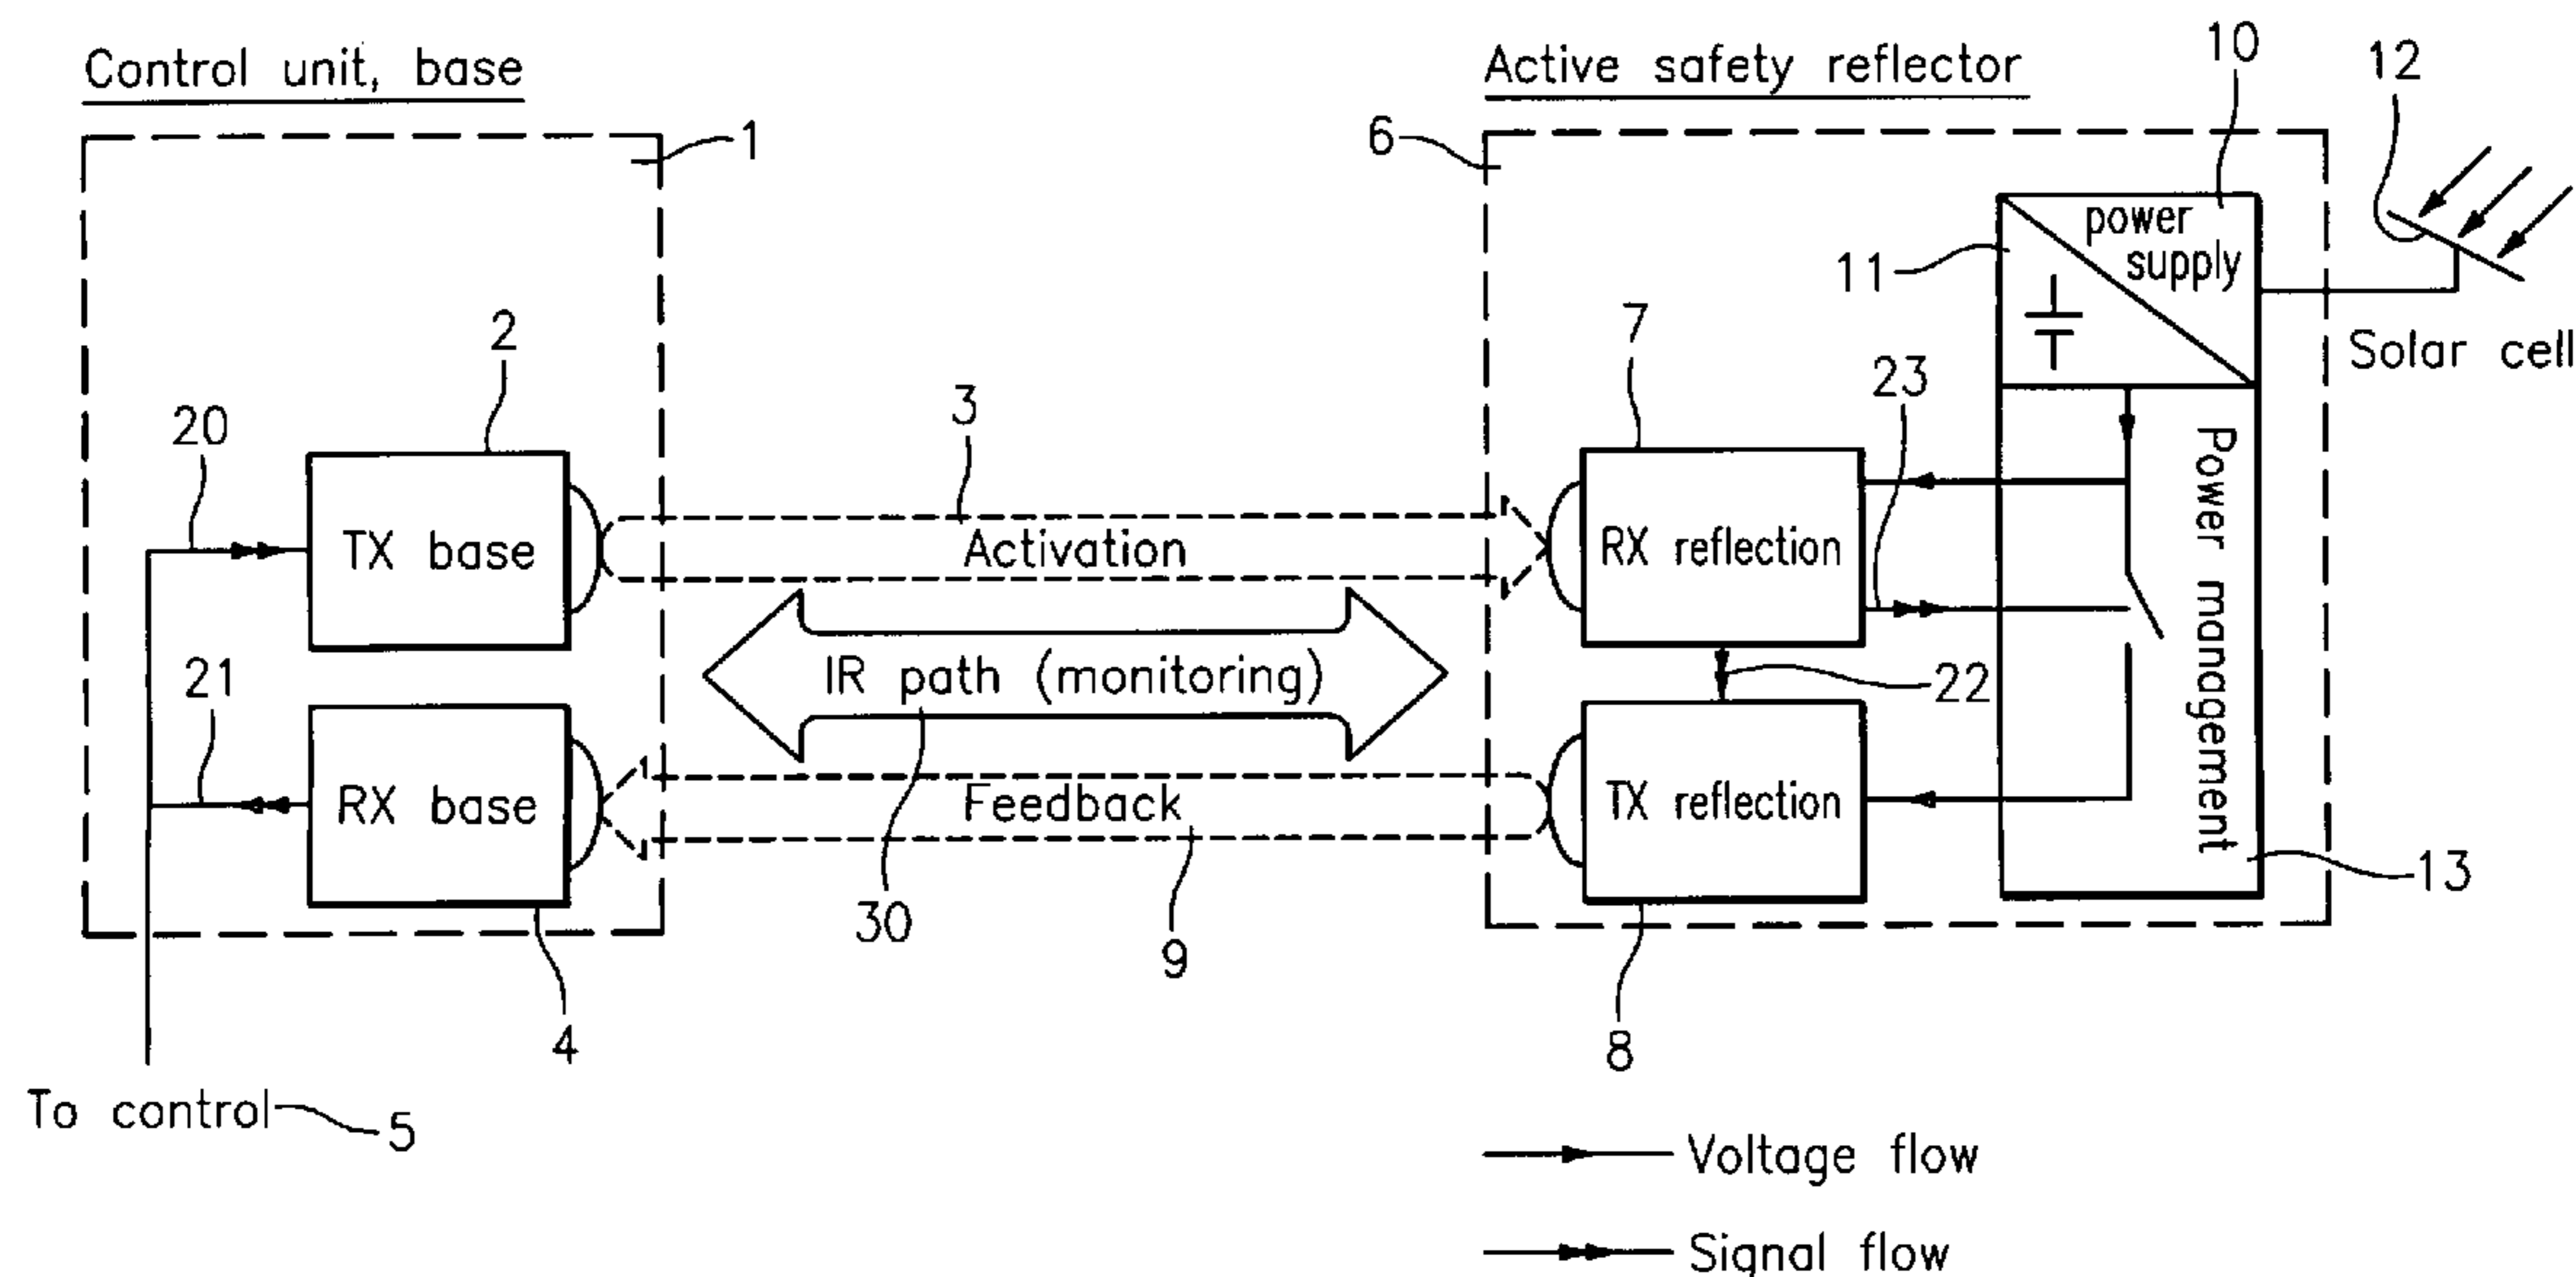 Control unit, base
Active safety reflector
10
12
1
6
power
supply
11
Solar cell
2
7
23
3
20
TX base
Activation
RX reflection
Power management
21
IR path (monitoring)
22
RX base
Feedback
TX reflection
13
30
9
4
8
To control
5
Voltage flow
Signal flow